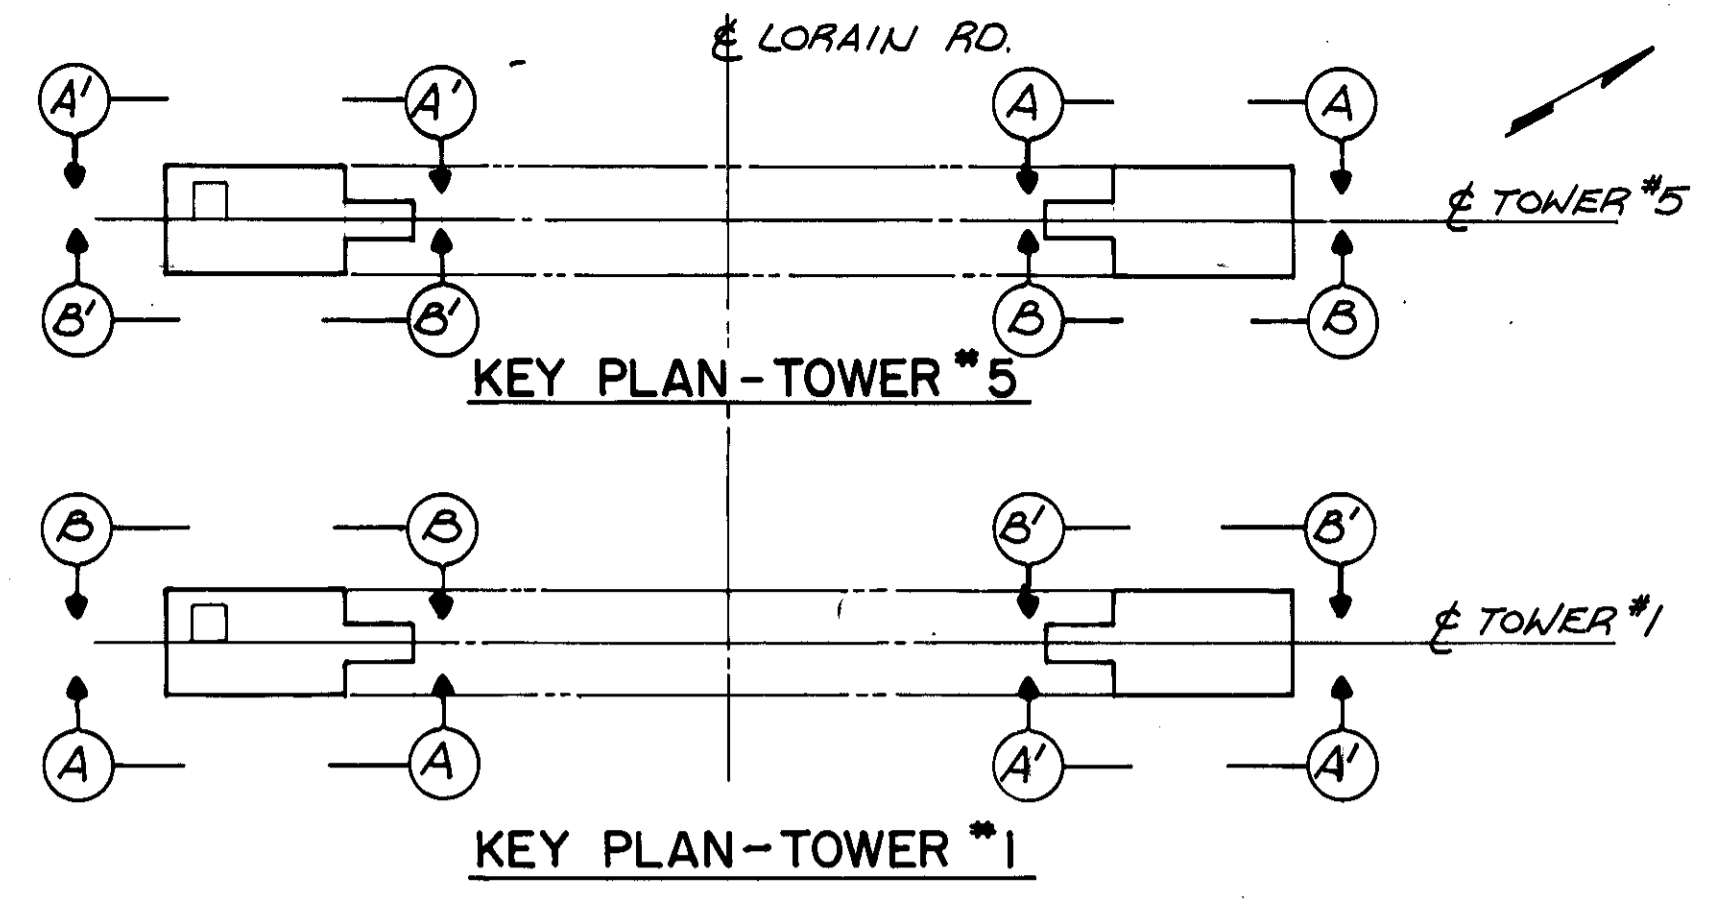 ℄ LORAIN RD.
A' A' A A
℄ TOWER #5
B' B' B B
KEY PLAN-TOWER #5
B B B' B'
℄ TOWER #1
A A A' A'
KEY PLAN-TOWER #1